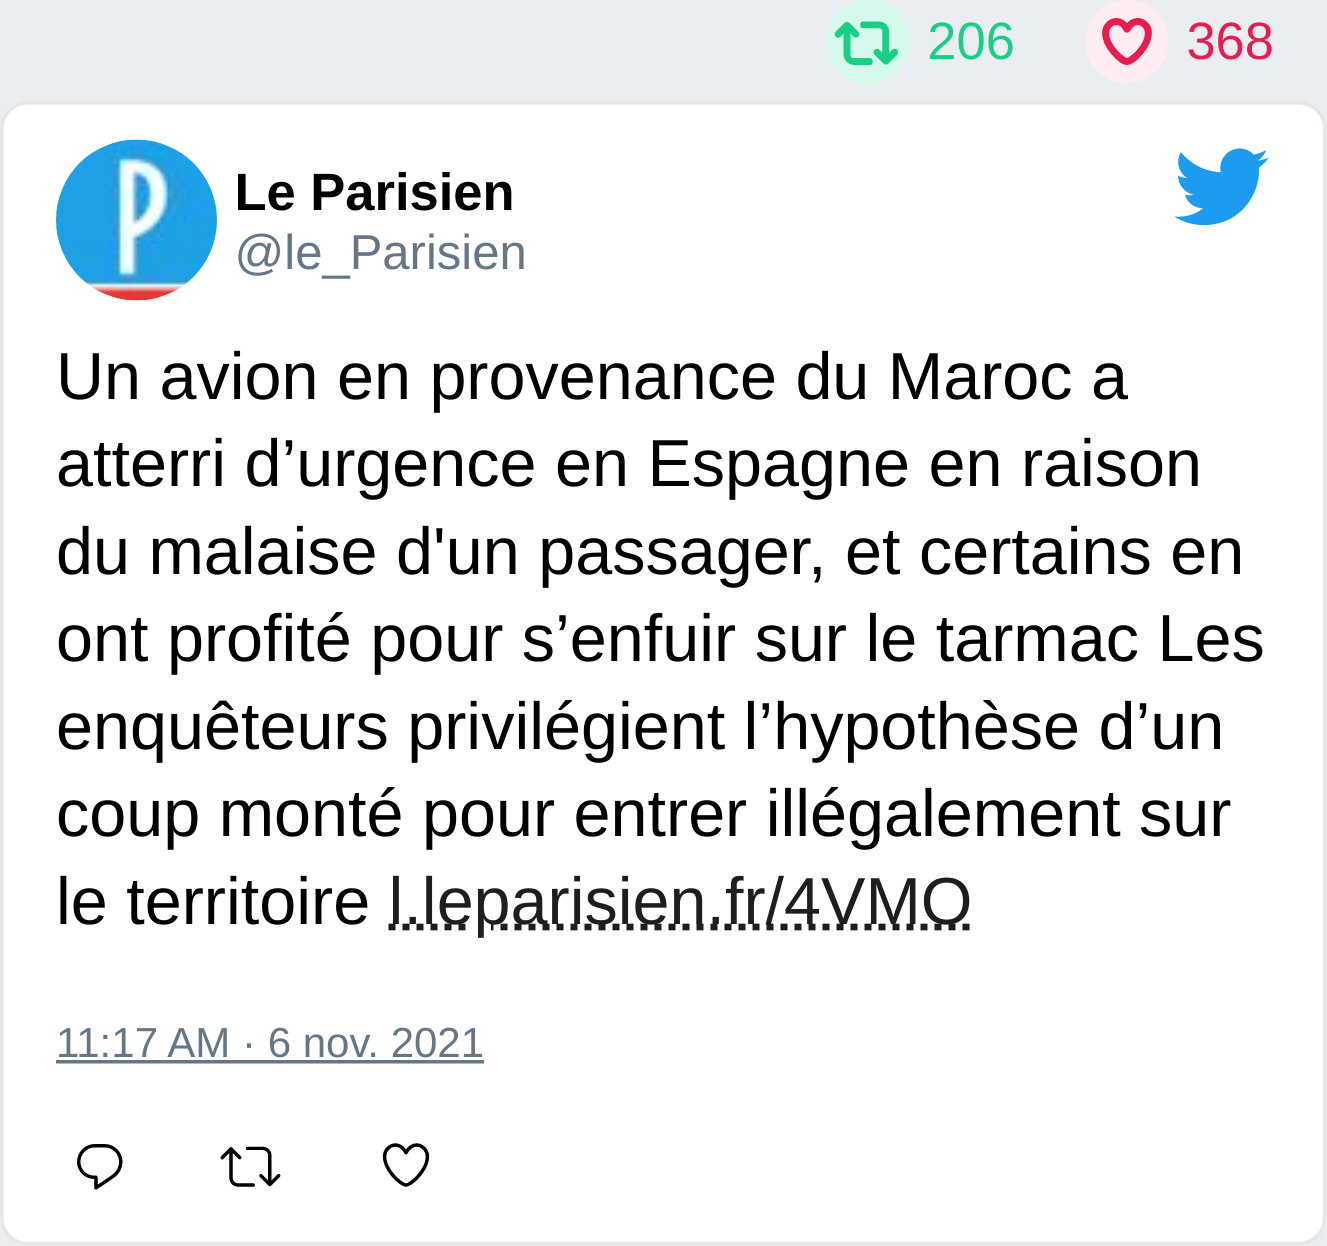 206 368
Le Parisien
@le_Parisien
Un avion en provenance du Maroc a
atterri d’urgence en Espagne en raison
du malaise d'un passager, et certains en
ont profité pour s’enfuir sur le tarmac Les
enquêteurs privilégient l’hypothèse d’un
coup monté pour entrer illégalement sur
le territoire l.leparisien.fr/4VMO
11:17 AM · 6 nov. 2021